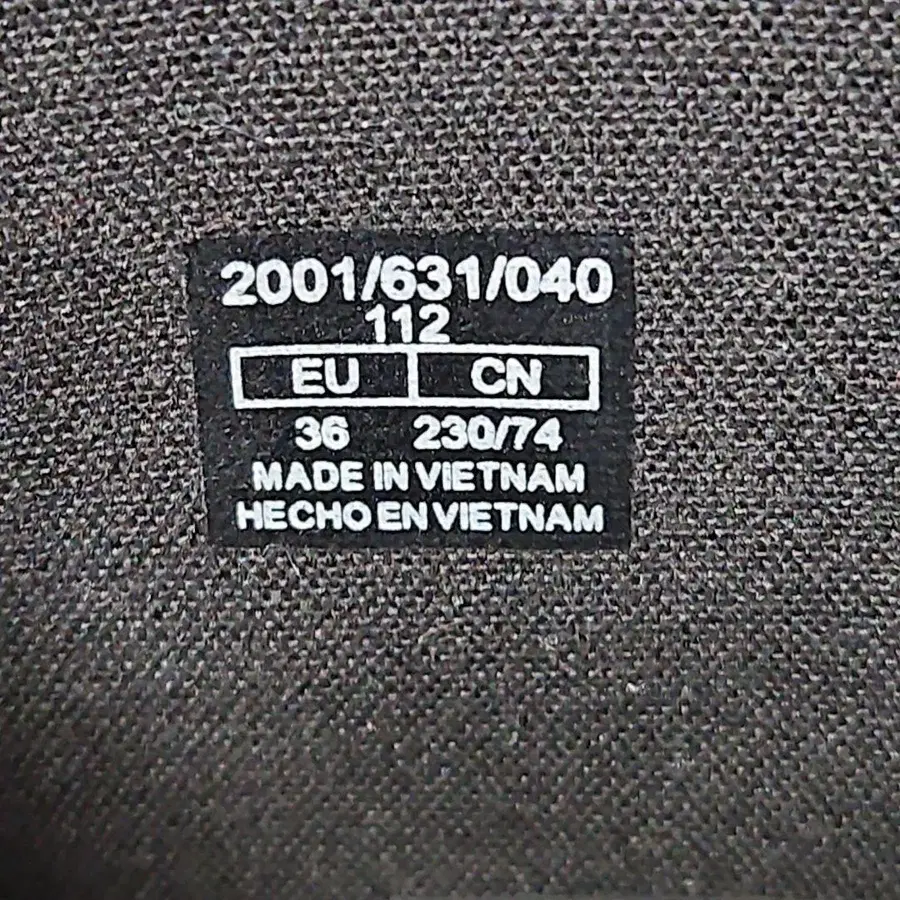 2001/631/040
112
EU CN
36 230/74
MADE IN VIETNAM
HECHO EN VIETNAM